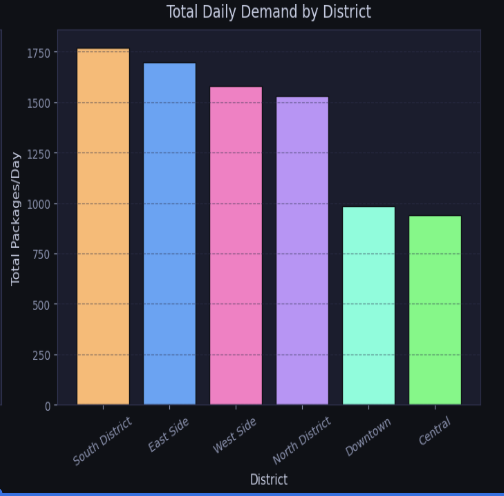 Total Daily Demand by District
Total Packages/Day
1750
1500
1250
1000
750
500
250
0
South District
East Side
West Side
North District
Downtown
Central
District